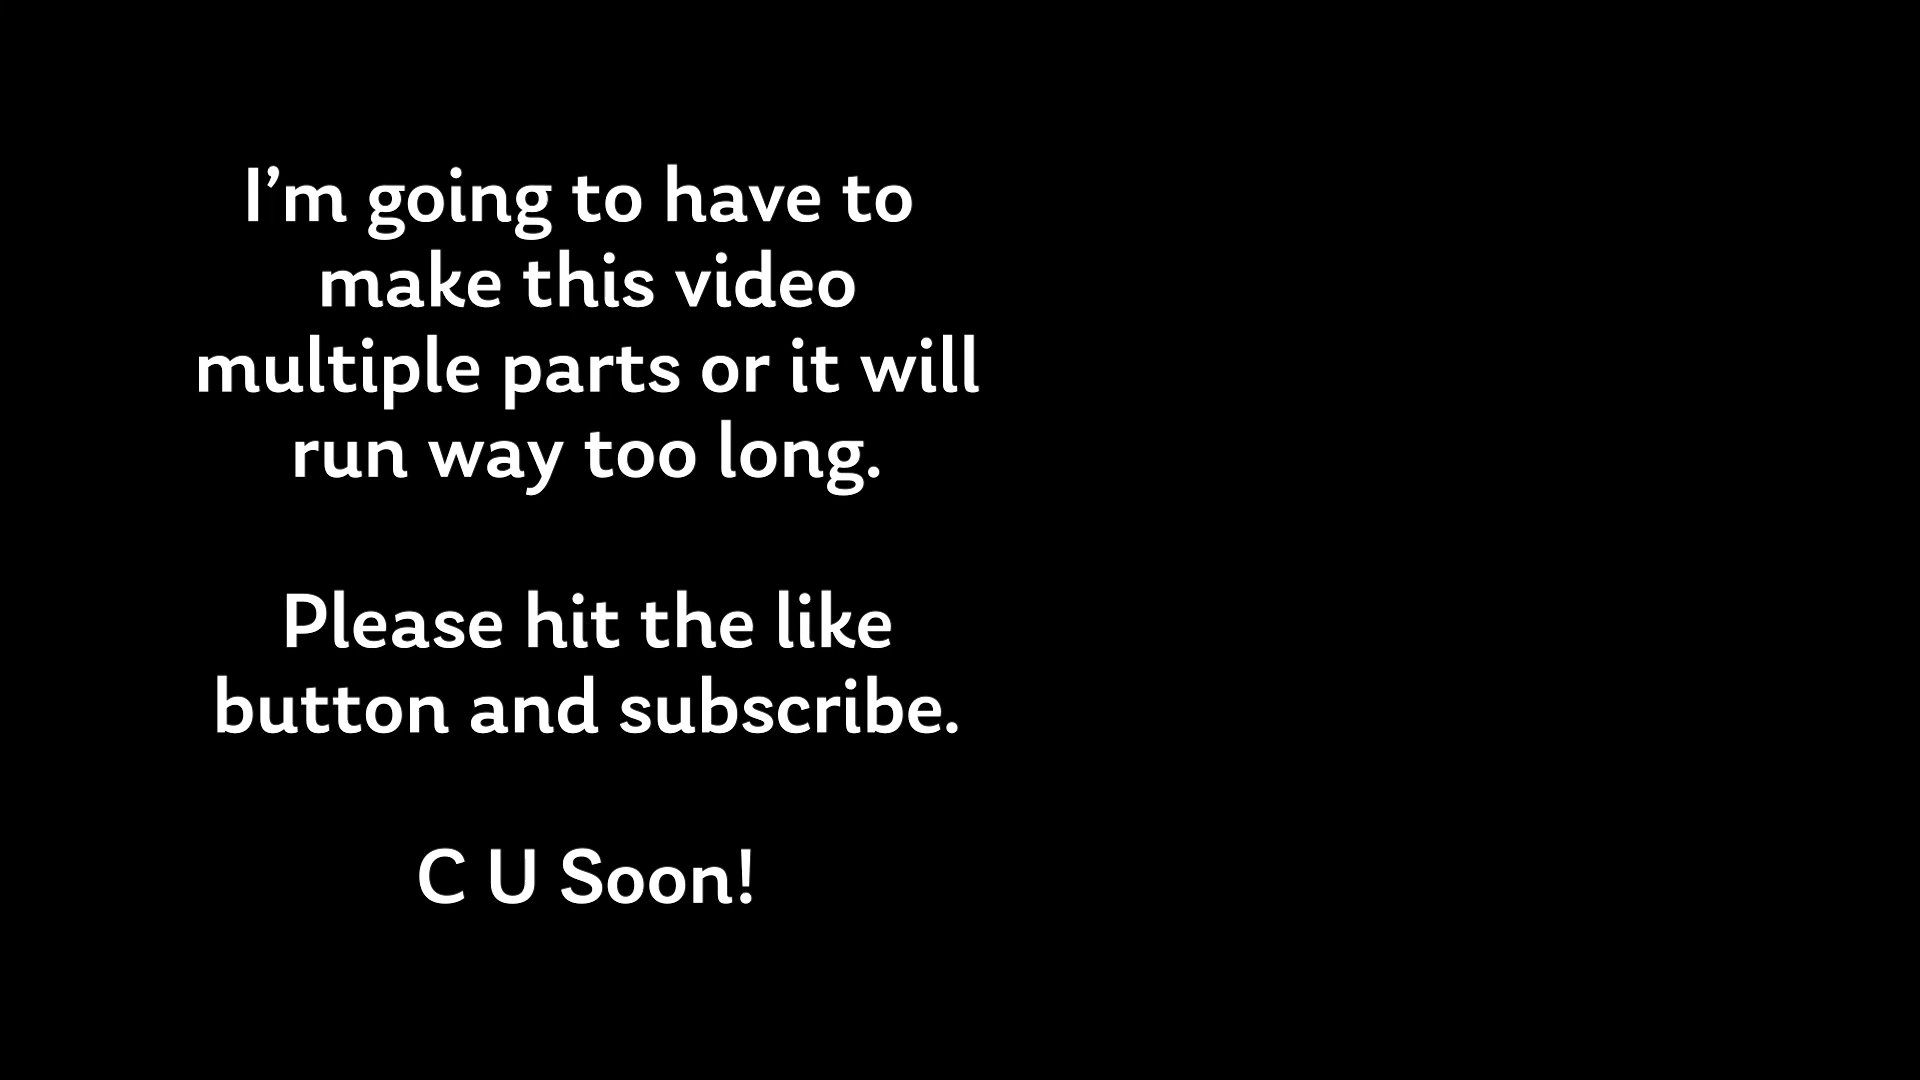 I’m going to have to
make this video
multiple parts or it will
run way too long.
Please hit the like
button and subscribe.
C U Soon!